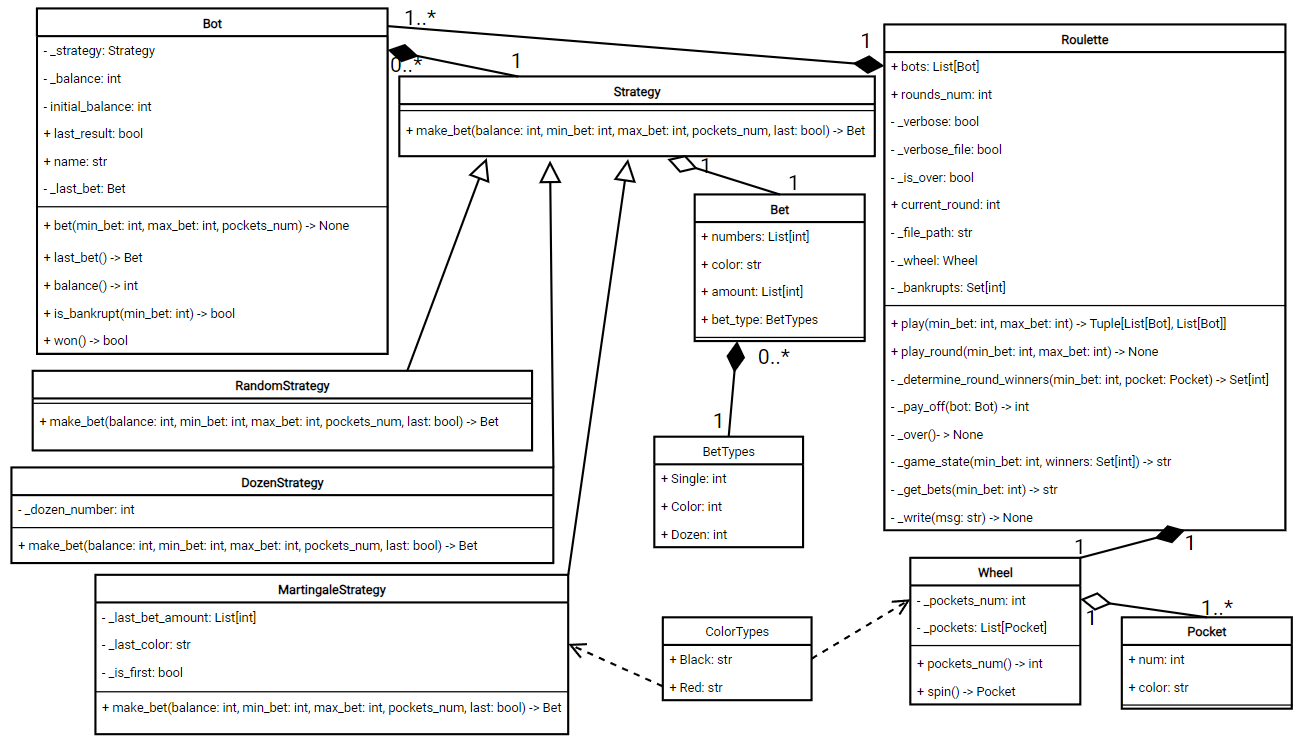 Bot
- _strategy: Strategy
- _balance: int
- initial_balance: int
+ last_result: bool
+ name: str
- _last_bet: Bet
+ bet(min_bet: int, max_bet: int, pockets_num) -> None
+ last_bet() -> Bet
+ balance() -> int
+ is_bankrupt(min_bet: int) -> bool
+ won() -> bool
1..*
1
0..*
1
Strategy
+ make_bet(balance: int, min_bet: int, max_bet: int, pockets_num, last: bool) -> Bet
1
1
Roulette
+ bots: List[Bot]
+ rounds_num: int
- _verbose: bool
- _verbose_file: bool
- _is_over: bool
+ current_round: int
- _file_path: str
- _wheel: Wheel
- _bankrupts: Set[int]
+ play(min_bet: int, max_bet: int) -> Tuple[List[Bot], List[Bot]]
+ play_round(min_bet: int, max_bet: int) -> None
- _determine_round_winners(min_bet: int, pocket: Pocket) -> Set[int]
- _pay_off(bot: Bot) -> int
- _over()- > None
- _game_state(min_bet: int, winners: Set[int]) -> str
- _get_bets(min_bet: int) -> str
- _write(msg: str) -> None
Bet
+ numbers: List[int]
+ color: str
+ amount: List[int]
+ bet_type: BetTypes
0..*
1
RandomStrategy
+ make_bet(balance: int, min_bet: int, max_bet: int, pockets_num, last: bool) -> Bet
BetTypes
+ Single: int
+ Color: int
+ Dozen: int
DozenStrategy
- _dozen_number: int
+ make_bet(balance: int, min_bet: int, max_bet: int, pockets_num, last: bool) -> Bet
1
1
MartingaleStrategy
- _last_bet_amount: List[int]
- _last_color: str
- _is_first: bool
+ make_bet(balance: int, min_bet: int, max_bet: int, pockets_num, last: bool) -> Bet
ColorTypes
+ Black: str
+ Red: str
Wheel
- _pockets_num: int
- _pockets: List[Pocket]
+ pockets_num() -> int
+ spin() -> Pocket
1
1..*
Pocket
+ num: int
+ color: str